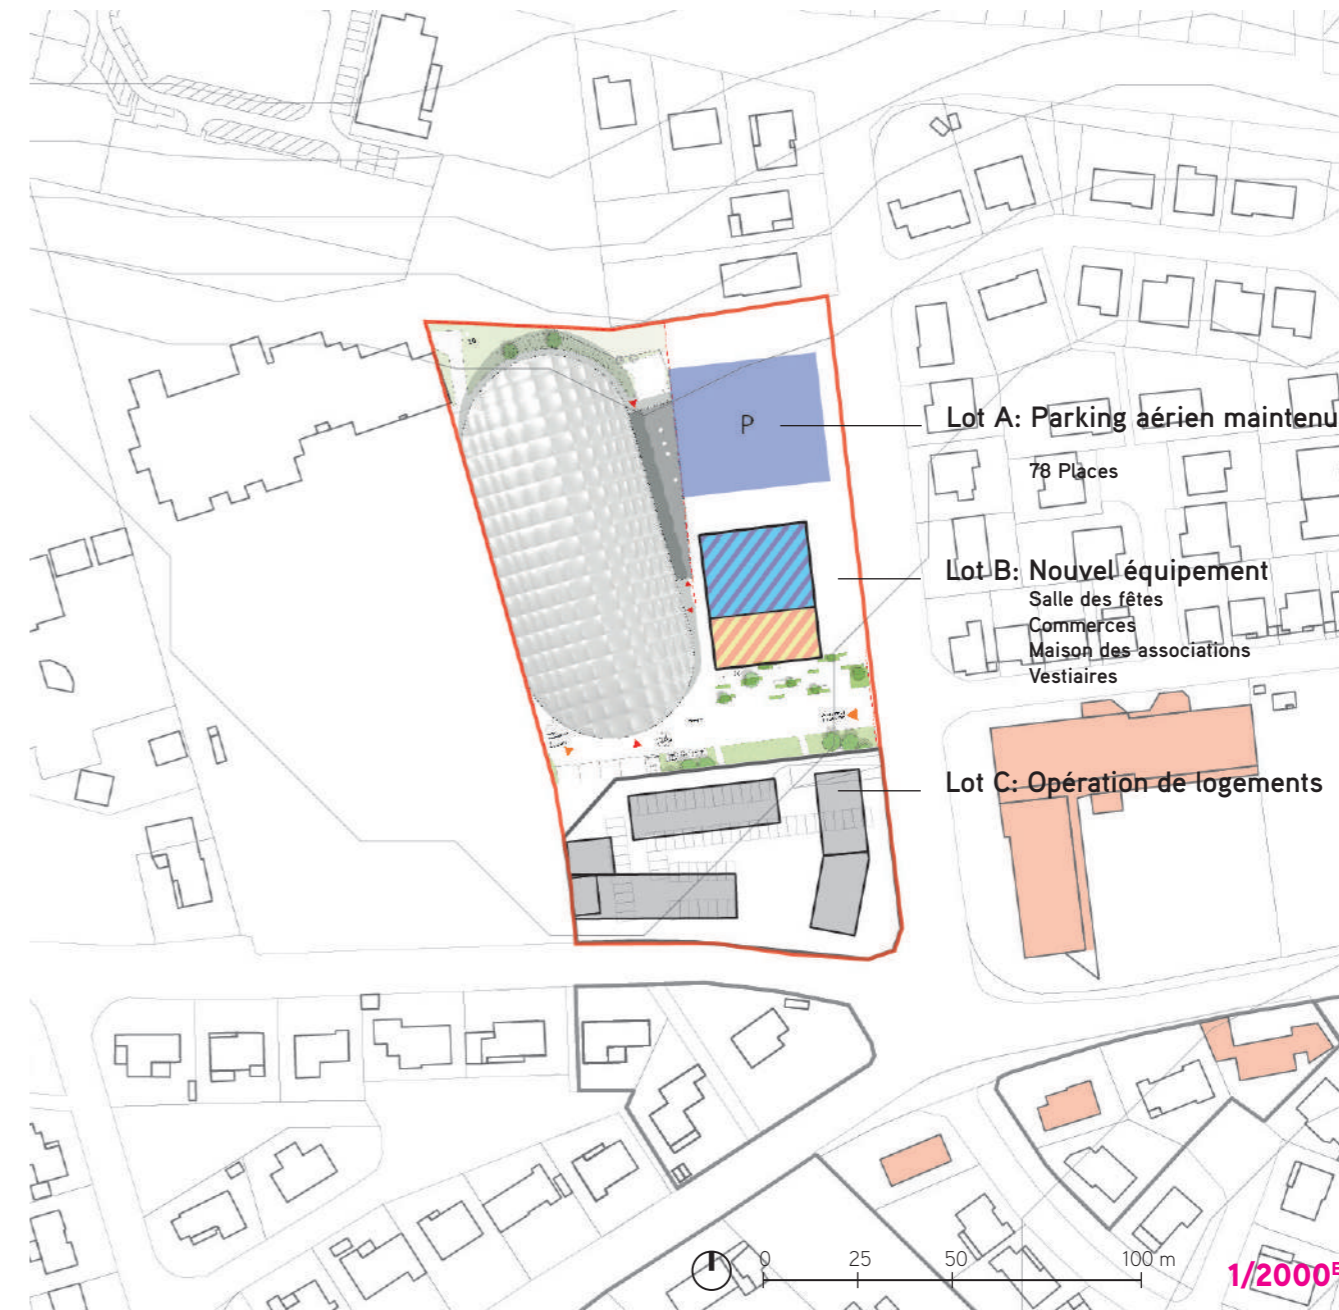 P
Lot A: Parking aérien maintenu
78 Places
Lot B: Nouvel équipement
Salle des fêtes
Commerces
Maison des associations
Vestiaires
Lot C: Opération de logements
0 25 50 100 m
1/2000E